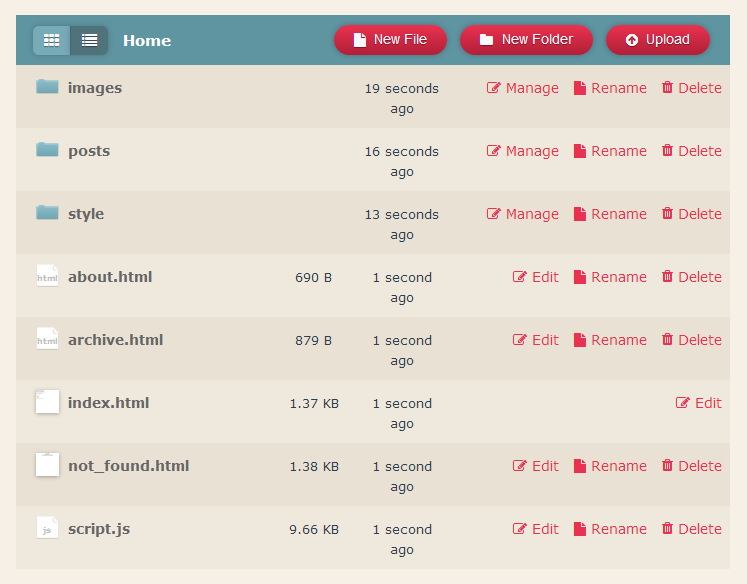 Home New File New Folder Upload
images 19 seconds ago Manage Rename Delete
posts 16 seconds ago Manage Rename Delete
style 13 seconds ago Manage Rename Delete
html about.html 690 B 1 second ago Edit Rename Delete
html archive.html 879 B 1 second ago Edit Rename Delete
index.html 1.37 KB 1 second ago Edit
not_found.html 1.38 KB 1 second ago Edit Rename Delete
js script.js 9.66 KB 1 second ago Edit Rename Delete